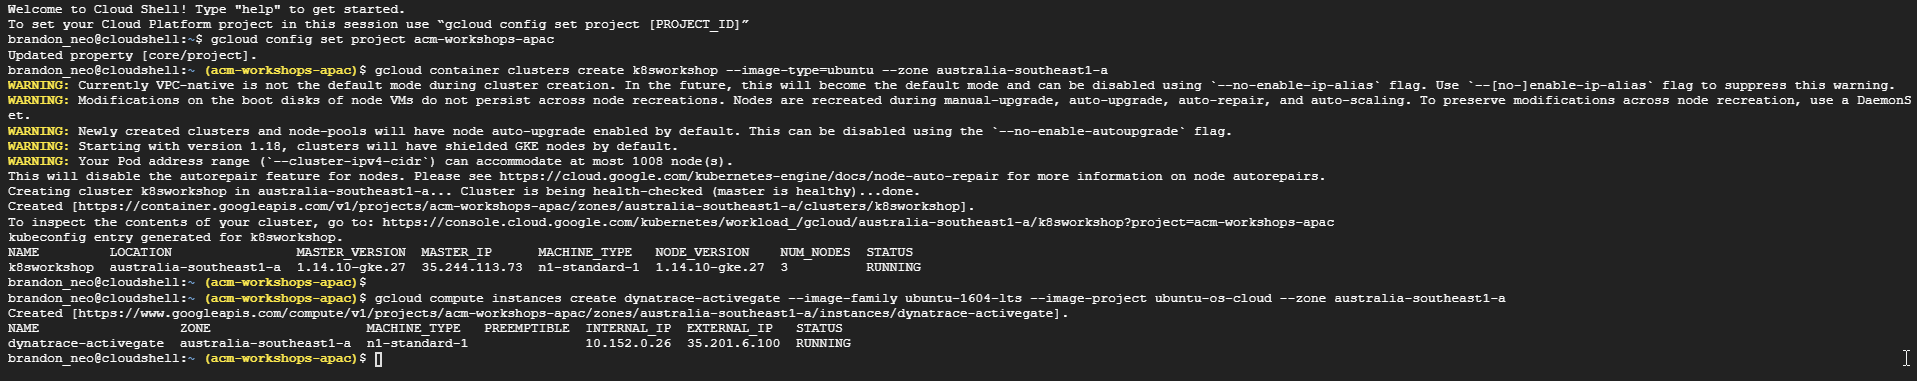 Welcome to Cloud Shell! Type "help" to get started.
To set your Cloud Platform project in this session use “gcloud config set project [PROJECT_ID]”
brandon_neo@cloudshell:~$ gcloud config set project acm-workshops-apac
Updated property [core/project].
brandon_neo@cloudshell:~ (acm-workshops-apac)$ gcloud container clusters create k8sworkshop --image-type=ubuntu --zone australia-southeast1-a
WARNING: Currently VPC-native is not the default mode during cluster creation. In the future, this will become the default mode and can be disabled using `--no-enable-ip-alias` flag. Use `--[no-]enable-ip-alias` flag to suppress this warning.
WARNING: Modifications on the boot disks of node VMs do not persist across node recreations. Nodes are recreated during manual-upgrade, auto-upgrade, auto-repair, and auto-scaling. To preserve modifications across node recreation, use a DaemonS
et.
WARNING: Newly created clusters and node-pools will have node auto-upgrade enabled by default. This can be disabled using the `--no-enable-autoupgrade` flag.
WARNING: Starting with version 1.18, clusters will have shielded GKE nodes by default.
WARNING: Your Pod address range (`--cluster-ipv4-cidr`) can accommodate at most 1008 node(s).
This will disable the autorepair feature for nodes. Please see https://cloud.google.com/kubernetes-engine/docs/node-auto-repair for more information on node autorepairs.
Creating cluster k8sworkshop in australia-southeast1-a... Cluster is being health-checked (master is healthy)...done.
Created [https://container.googleapis.com/v1/projects/acm-workshops-apac/zones/australia-southeast1-a/clusters/k8sworkshop].
To inspect the contents of your cluster, go to: https://console.cloud.google.com/kubernetes/workload_/gcloud/australia-southeast1-a/k8sworkshop?project=acm-workshops-apac
kubeconfig entry generated for k8sworkshop.
NAME LOCATION MASTER_VERSION MASTER_IP MACHINE_TYPE NODE_VERSION NUM_NODES STATUS
k8sworkshop australia-southeast1-a 1.14.10-gke.27 35.244.113.73 n1-standard-1 1.14.10-gke.27 3 RUNNING
brandon_neo@cloudshell:~ (acm-workshops-apac)$
brandon_neo@cloudshell:~ (acm-workshops-apac)$ gcloud compute instances create dynatrace-activegate --image-family ubuntu-1604-lts --image-project ubuntu-os-cloud --zone australia-southeast1-a
Created [https://www.googleapis.com/compute/v1/projects/acm-workshops-apac/zones/australia-southeast1-a/instances/dynatrace-activegate].
NAME ZONE MACHINE_TYPE PREEMPTIBLE INTERNAL_IP EXTERNAL_IP STATUS
dynatrace-activegate australia-southeast1-a n1-standard-1 10.152.0.26 35.201.6.100 RUNNING
brandon_neo@cloudshell:~ (acm-workshops-apac)$